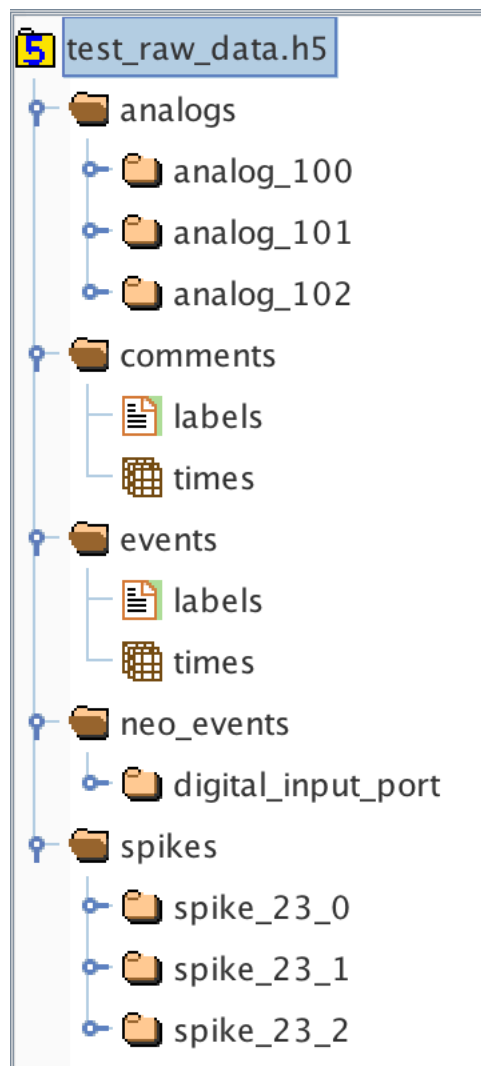 5 test_raw_data.h5
analogs
analog_100
analog_101
analog_102
comments
labels
times
events
labels
times
neo_events
digital_input_port
spikes
spike_23_0
spike_23_1
spike_23_2